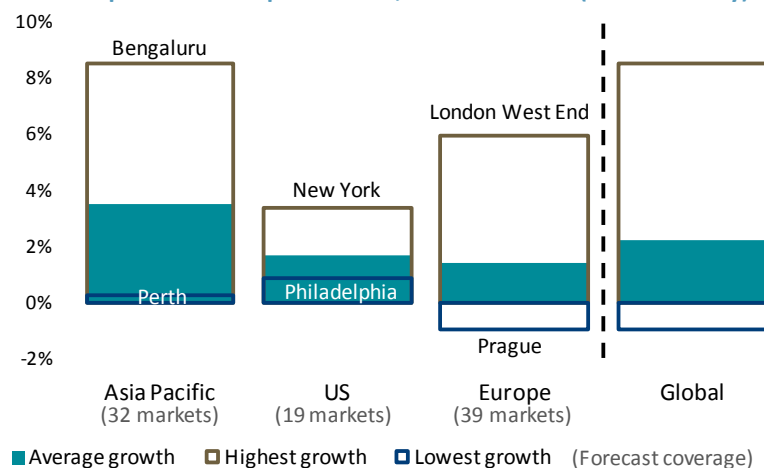 10%
8%
6%
4%
2%
0%
-2%
Bengaluru
London West End
New York
Perth
Philadelphia
Prague
Asia Pacific
(32 markets)
US
(19 markets)
Europe
(39 markets)
Global
Average growth
Highest growth
Lowest growth
(Forecast coverage)